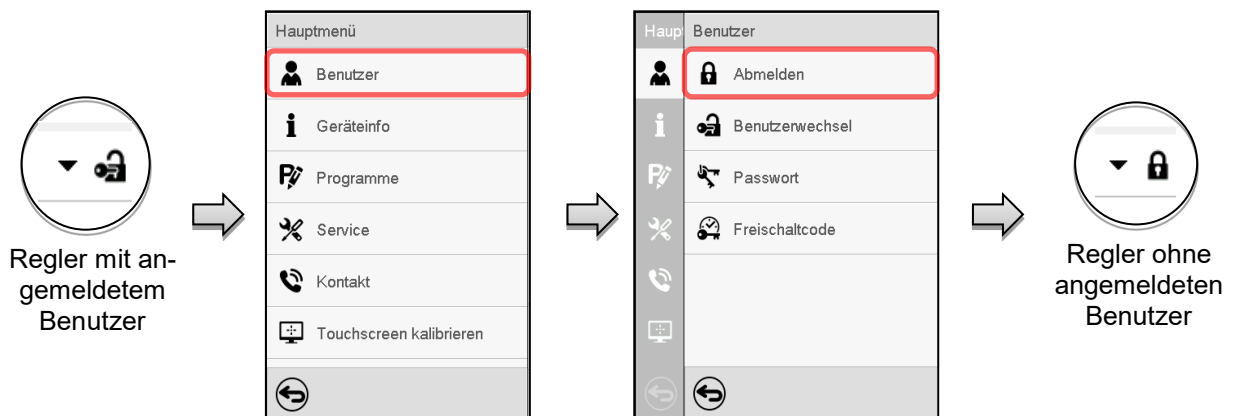 Regler mit an-
gemeldetem
Benutzer
Hauptmenü
Benutzer
Geräteinfo
Programme
Service
Kontakt
Touchscreen kalibrieren
Haup
Benutzer
Abmelden
Benutzerwechsel
Passwort
Freischaltcode
Regler ohne
angemeldeten
Benutzer